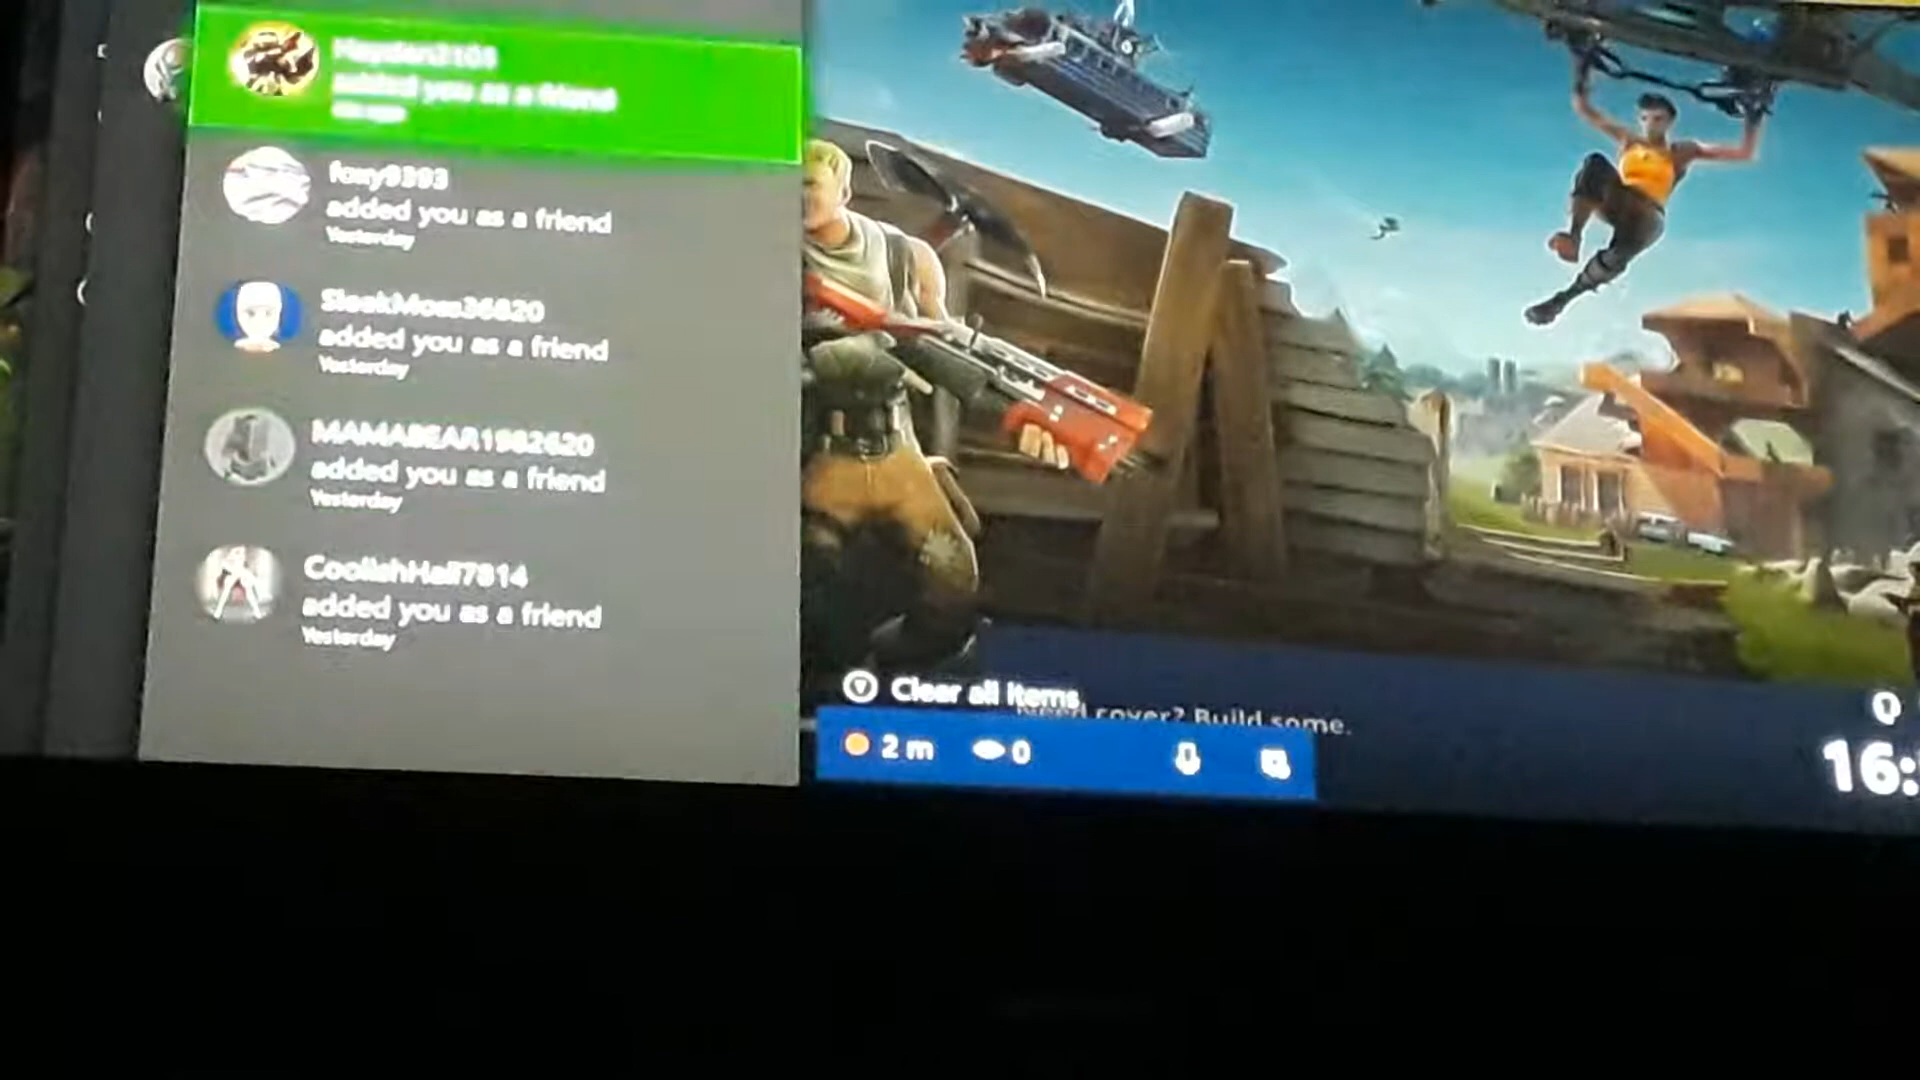 added you as a friend
foxy9393
added you as a friend
Yesterday
SleekMoss36820
added you as a friend
Yesterday
MAMABEAR1982620
added you as a friend
Yesterday
added you as a friend
Yesterday
Clear all items
Need cover? Build some.
2 m 0
16: